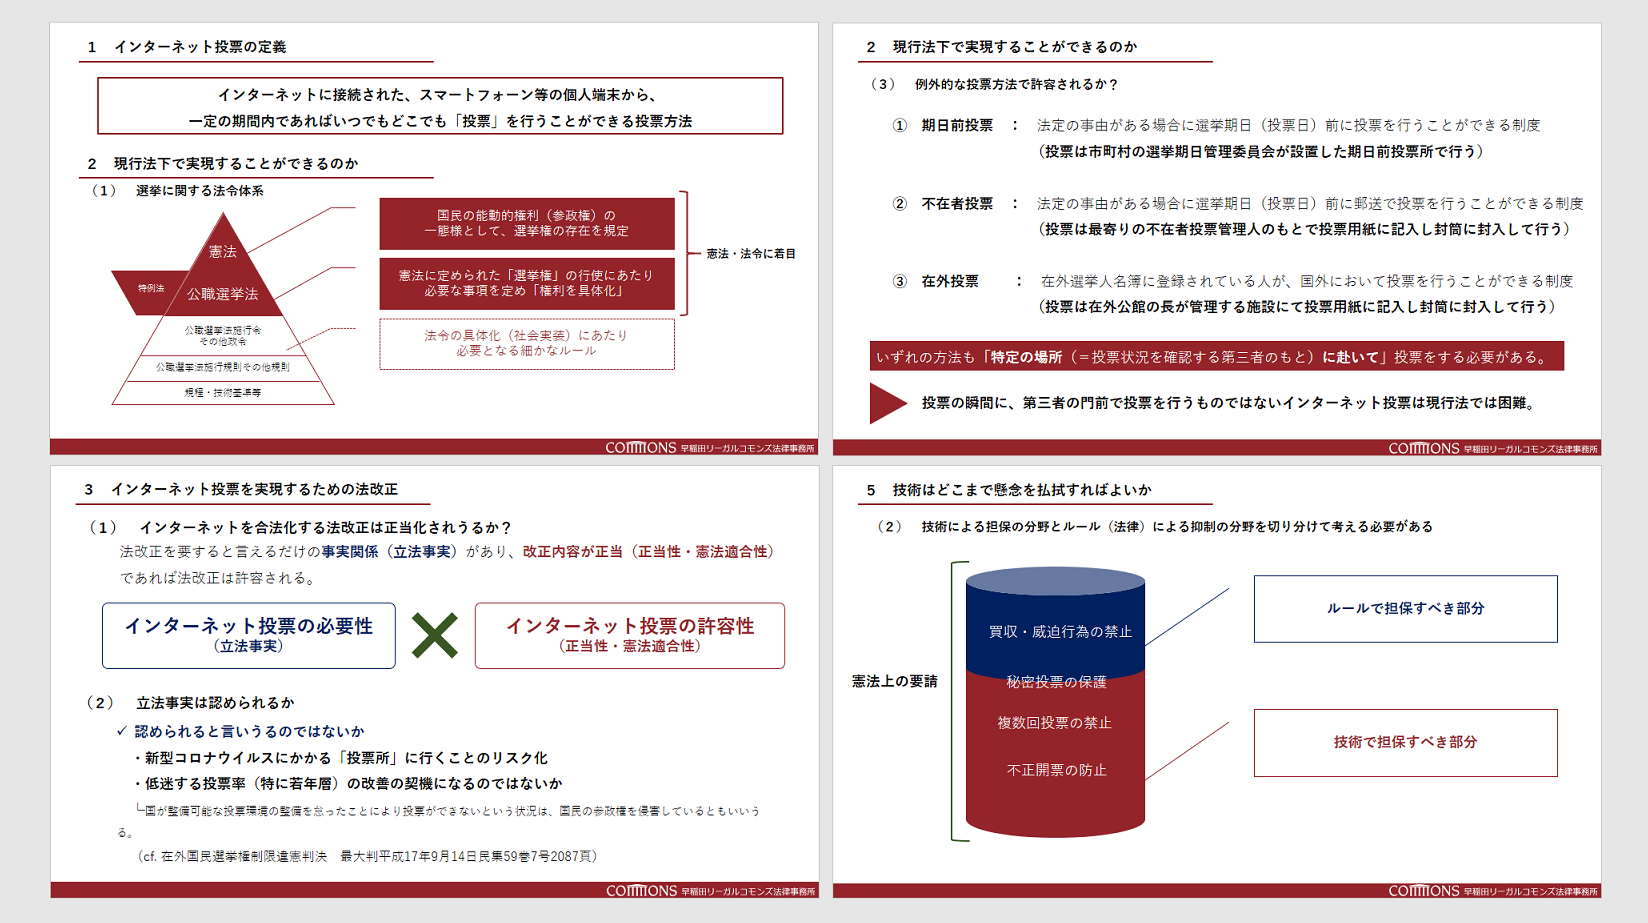 1 インターネット投票の定義
インターネットに接続された、スマートフォーン等の個人端末から、
一定の期間内であればいつでもどこでも「投票」を行うことができる投票方法
2 現行法下で実現することができるのか
（１） 選挙に関する法令体系
憲法
特例法
公職選挙法
公職選挙法施行令
その他政令
公職選挙法施行規則その他規則
規程・技術基準等
国民の能動的権利（参政権）の
一態様として、選挙権の存在を規定
憲法に定められた「選挙権」の行使にあたり
必要な事項を定め「権利を具体化」
法令の具体化（社会実装）にあたり
必要となる細かなルール
憲法・法令に着目
COMMONS 早稲田リーガルコモンズ法律事務所
2 現行法下で実現することができるのか
（３） 例外的な投票方法で許容されるか？
① 期日前投票 ： 法定の事由がある場合に選挙期日（投票日）前に投票を行うことができる制度
（投票は市町村の選挙期日管理委員会が設置した期日前投票所で行う）
② 不在者投票 ： 法定の事由がある場合に選挙期日（投票日）前に郵送で投票を行うことができる制度
（投票は最寄りの不在者投票管理人のもとで投票用紙に記入し封筒に封入して行う）
③ 在外投票 ： 在外選挙人名簿に登録されている人が、国外において投票を行うことができる制度
（投票は在外公館の長が管理する施設にて投票用紙に記入し封筒に封入して行う）
いずれの方法も「特定の場所（＝投票状況を確認する第三者のもと）に赴いて」投票をする必要がある。
投票の瞬間に、第三者の門前で投票を行うものではないインターネット投票は現行法では困難。
COMMONS 早稲田リーガルコモンズ法律事務所
3 インターネット投票を実現するための法改正
（１） インターネットを合法化する法改正は正当化されうるか？
法改正を要すると言えるだけの事実関係（立法事実）があり、改正内容が正当（正当性・憲法適合性）
であれば法改正は許容される。
インターネット投票の必要性
（立法事実）
インターネット投票の許容性
（正当性・憲法適合性）
（２） 立法事実は認められるか
✓ 認められると言いうるのではないか
・新型コロナウイルスにかかる「投票所」に行くことのリスク化
・低迷する投票率（特に若年層）の改善の契機になるのではないか
└国が整備可能な投票環境の整備を怠ったことにより投票ができないという状況は、国民の参政権を侵害しているともいいう
る。
（cf. 在外国民選挙権制限違憲判決 最大判平成17年9月14日民集59巻7号2087頁）
COMMONS 早稲田リーガルコモンズ法律事務所
5 技術はどこまで懸念を払拭すればよいか
（２） 技術による担保の分野とルール（法律）による抑制の分野を切り分けて考える必要がある
憲法上の要請
買収・威迫行為の禁止
秘密投票の保護
複数回投票の禁止
不正開票の防止
ルールで担保すべき部分
技術で担保すべき部分
COMMONS 早稲田リーガルコモンズ法律事務所